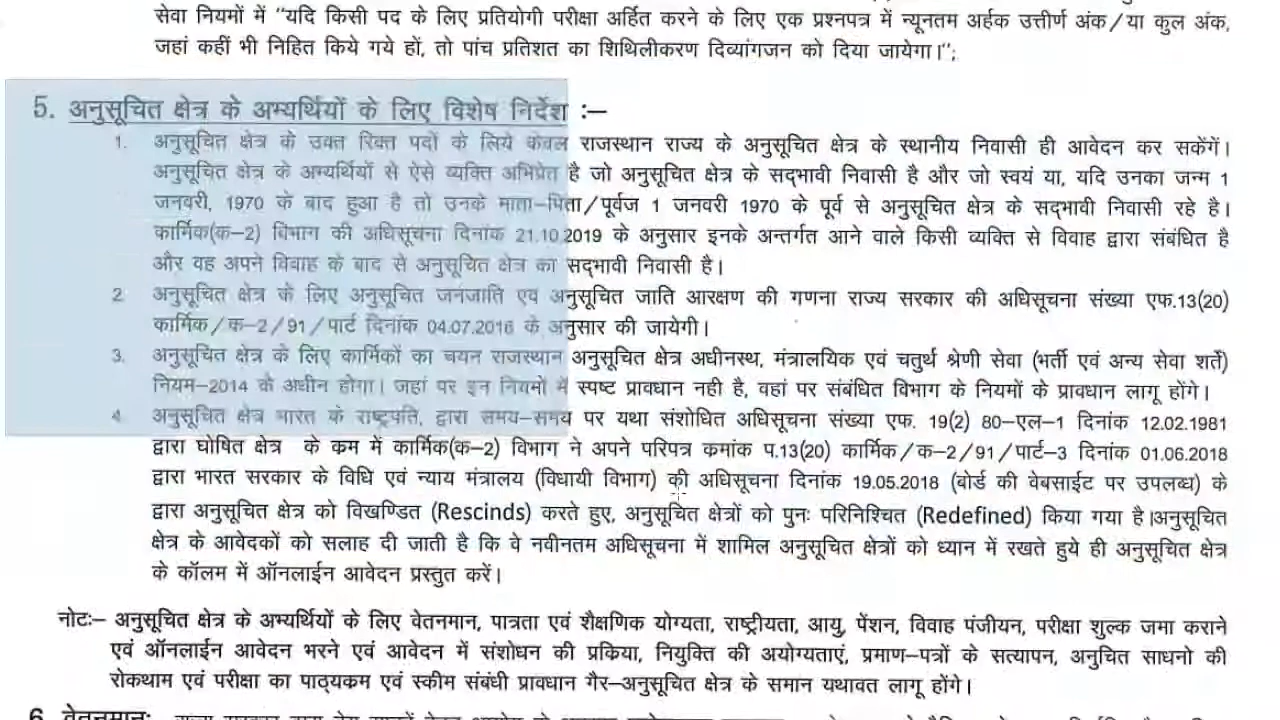 सेवा नियमों में "यदि किसी पद के लिए प्रतियोगी परीक्षा अर्हित करने के लिए एक प्रश्नपत्र में न्यूनतम अर्हक उत्तीर्ण अंक/या कुल अंक,
जहां कहीं भी निहित किये गये हों, तो पांच प्रतिशत का शिथिलीकरण दिव्यांगजन को दिया जायेगा।";
5. अनुसूचित क्षेत्र के अभ्यर्थियों के लिए विशेष निर्देश :–
1. अनुसूचित क्षेत्र के उक्त रिक्त पदों के लिये केवल राजस्थान राज्य के अनुसूचित क्षेत्र के स्थानीय निवासी ही आवेदन कर सकेंगें।
अनुसूचित क्षेत्र के अभ्यर्थियों से ऐसे व्यक्ति अभिप्रेत है जो अनुसूचित क्षेत्र के सद्भावी निवासी है और जो स्वयं या, यदि उनका जन्म 1
जनवरी, 1970 के बाद हुआ है तो उनके माता–पिता/पूर्वज 1 जनवरी 1970 के पूर्व से अनुसूचित क्षेत्र के सद्भावी निवासी रहे है।
कार्मिक(क–2) विभाग की अधिसूचना दिनांक 21.10.2019 के अनुसार इनके अन्तर्गत आने वाले किसी व्यक्ति से विवाह द्वारा संबंधित है
और वह अपने विवाह के बाद से अनुसूचित क्षेत्र का सद्भावी निवासी है।
2. अनुसूचित क्षेत्र के लिए अनुसूचित जनजाति एवं अनुसूचित जाति आरक्षण की गणना राज्य सरकार की अधिसूचना संख्या एफ.13(20)
कार्मिक/क–2/91/पार्ट दिनांक 04.07.2016 के अनुसार की जायेगी।
3. अनुसूचित क्षेत्र के लिए कार्मिकों का चयन राजस्थान अनुसूचित क्षेत्र अधीनस्थ, मंत्रालयिक एवं चतुर्थ श्रेणी सेवा (भर्ती एवं अन्य सेवा शर्ते)
नियम–2014 के अधीन होगा। जहां पर इन नियमों में स्पष्ट प्रावधान नही है, वहां पर संबंधित विभाग के नियमों के प्रावधान लागू होंगे।
4. अनुसूचित क्षेत्र भारत के राष्ट्रपति, द्वारा समय–समय पर यथा संशोधित अधिसूचना संख्या एफ. 19(2) 80–एल–1 दिनांक 12.02.1981
द्वारा घोषित क्षेत्र के क्रम में कार्मिक(क–2) विभाग ने अपने परिपत्र क्रमांक प.13(20) कार्मिक/क–2/91/पार्ट–3 दिनांक 01.06.2018
द्वारा भारत सरकार के विधि एवं न्याय मंत्रालय (विधायी विभाग) की अधिसूचना दिनांक 19.05.2018 (बोर्ड की वेबसाईट पर उपलब्ध) के
द्वारा अनुसूचित क्षेत्र को विखण्डित (Rescinds) करते हुए, अनुसूचित क्षेत्रों को पुनः परिनिश्चित (Redefined) किया गया है।अनुसूचित
क्षेत्र के आवेदकों को सलाह दी जाती है कि वे नवीनतम अधिसूचना में शामिल अनुसूचित क्षेत्रों को ध्यान में रखते हुये ही अनुसूचित क्षेत्र
के कॉलम में ऑनलाईन आवेदन प्रस्तुत करें।
नोटः– अनुसूचित क्षेत्र के अभ्यर्थियों के लिए वेतनमान, पात्रता एवं शैक्षणिक योग्यता, राष्ट्रीयता, आयु, पेंशन, विवाह पंजीयन, परीक्षा शुल्क जमा कराने
एवं ऑनलाईन आवेदन भरने एवं आवेदन में संशोधन की प्रक्रिया, नियुक्ति की अयोग्यताएं, प्रमाण–पत्रों के सत्यापन, अनुचित साधनो की
रोकथाम एवं परीक्षा का पाठ्यक्रम एवं स्कीम संबंधी प्रावधान गैर–अनुसूचित क्षेत्र के समान यथावत लागू होंगे।
6. वेतनमानः